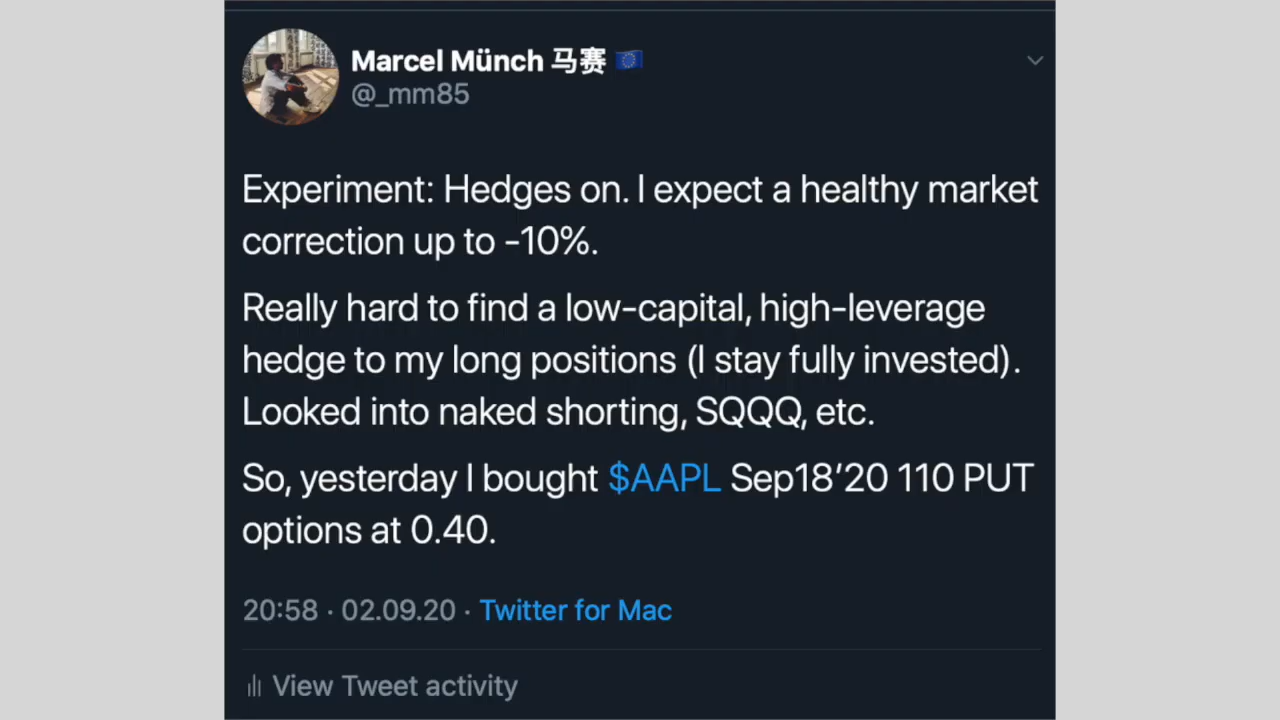 Marcel Münch 马赛 🇪🇺
@_mm85
Experiment: Hedges on. I expect a healthy market
correction up to -10%.
Really hard to find a low-capital, high-leverage
hedge to my long positions (I stay fully invested).
Looked into naked shorting, SQQQ, etc.
So, yesterday I bought $AAPL Sep18’20 110 PUT
options at 0.40.
20:58 · 02.09.20 · Twitter for Mac
View Tweet activity